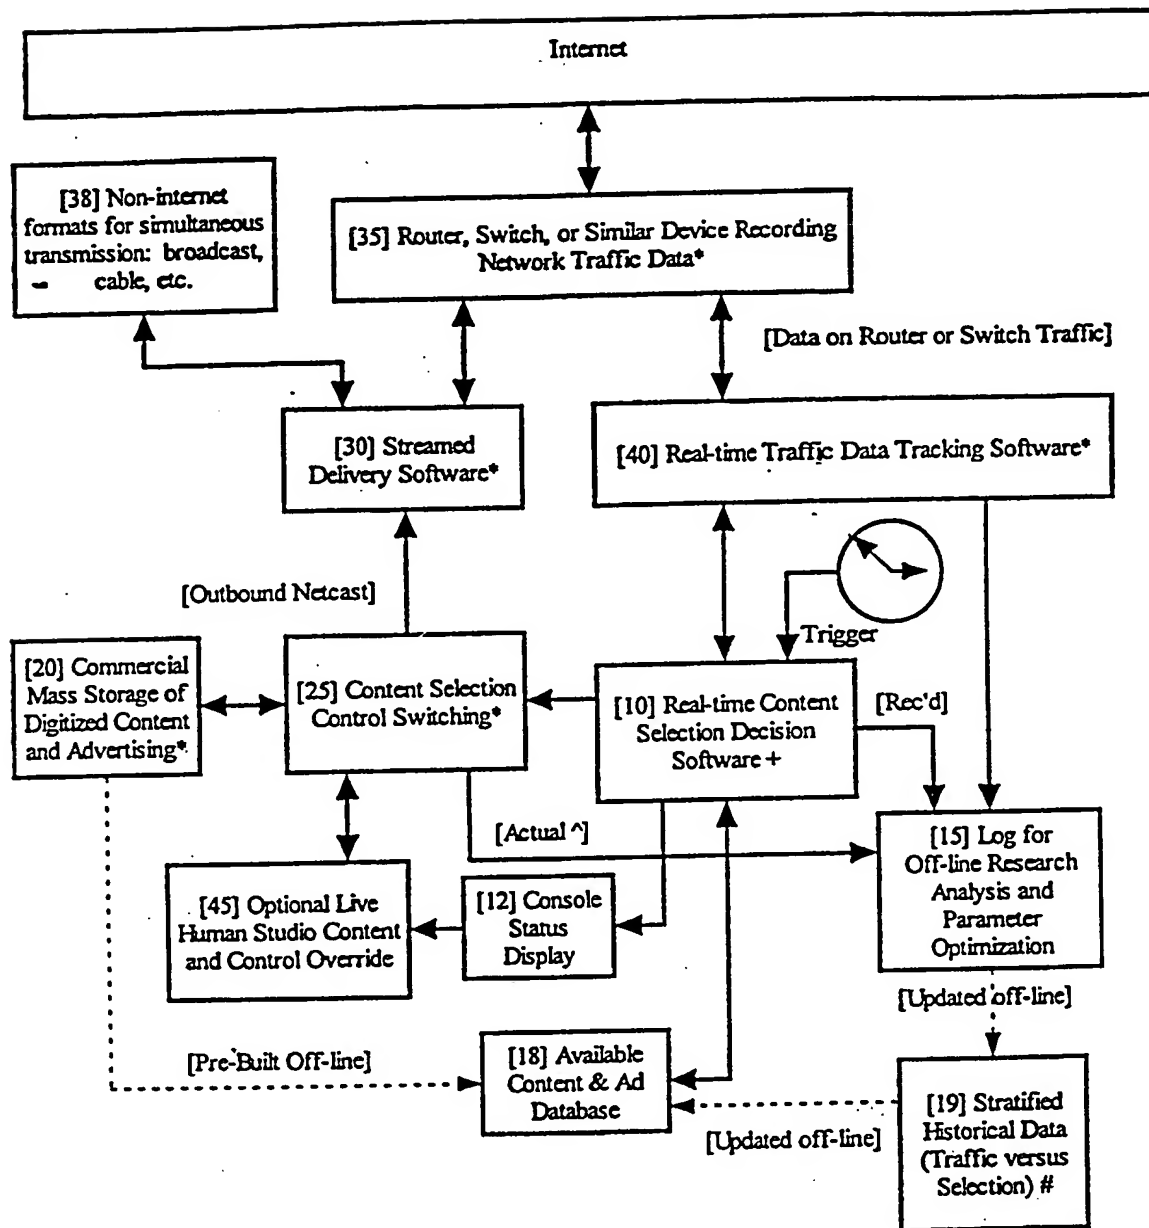 Internet
[38] Non-internet
formats for simultaneous
transmission: broadcast,
cable, etc.
[35] Router, Switch, or Similar Device Recording
Network Traffic Data*
[Data on Router or Switch Traffic]
[30] Streamed
Delivery Software*
[40] Real-time Traffic Data Tracking Software*
[Outbound Netcast]
Trigger
[20] Commercial
Mass Storage of
Digitized Content
and Advertising*
[25] Content Selection
Control Switching*
[10] Real-time Content
Selection Decision
Software +
[Rec'd]
[Actual ^]
[15] Log for
Off-line Research
Analysis and
Parameter
Optimization
[45] Optional Live
Human Studio Content
and Control Override
[12] Console
Status
Display
[Updated off-line]
[Pre-Built Off-line]
[18] Available
Content & Ad
Database
[Updated off-line]
[19] Stratified
Historical Data
(Traffic versus
Selection) #